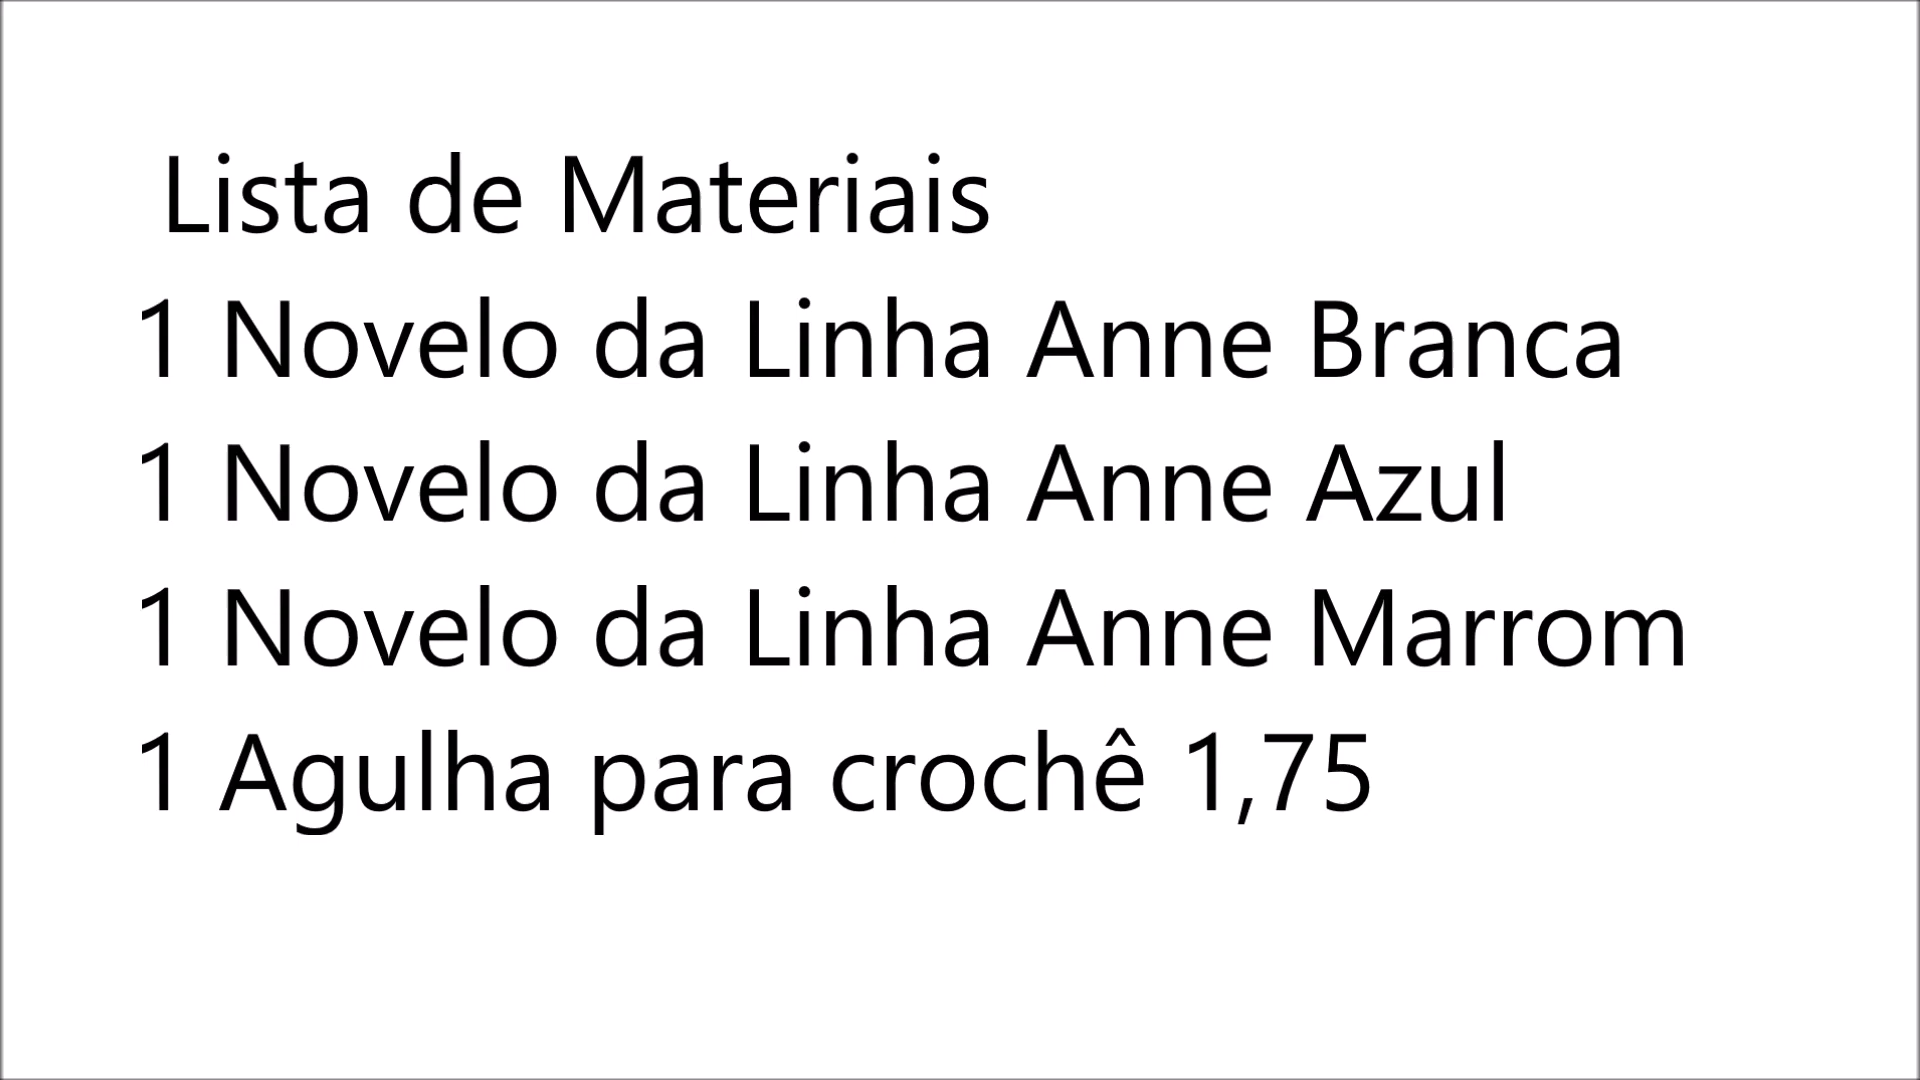 Lista de Materiais
1 Novelo da Linha Anne Branca
1 Novelo da Linha Anne Azul
1 Novelo da Linha Anne Marrom
1 Agulha para crochê 1,75